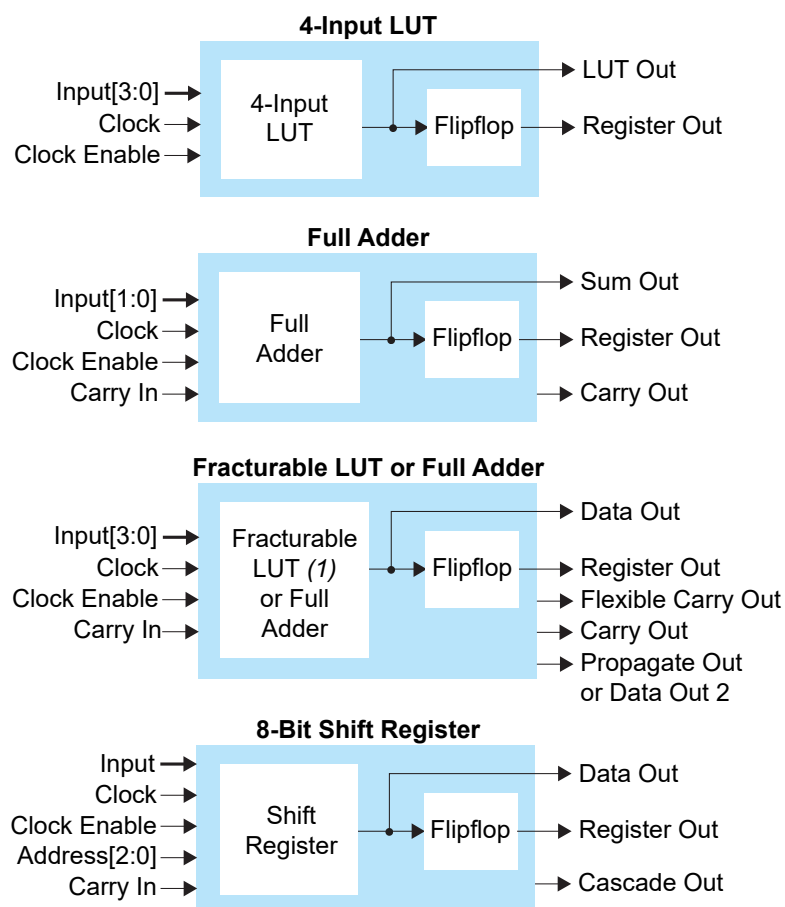 4-Input LUT
Input[3:0]
Clock
Clock Enable
4-Input
LUT
Flipflop
LUT Out
Register Out
Full Adder
Input[1:0]
Clock
Clock Enable
Carry In
Full
Adder
Flipflop
Sum Out
Register Out
Carry Out
Fracturable LUT or Full Adder
Input[3:0]
Clock
Clock Enable
Carry In
Fracturable
LUT (1)
or Full
Adder
Flipflop
Data Out
Register Out
Flexible Carry Out
Carry Out
Propagate Out
or Data Out 2
8-Bit Shift Register
Input
Clock
Clock Enable
Address[2:0]
Carry In
Shift
Register
Flipflop
Data Out
Register Out
Cascade Out